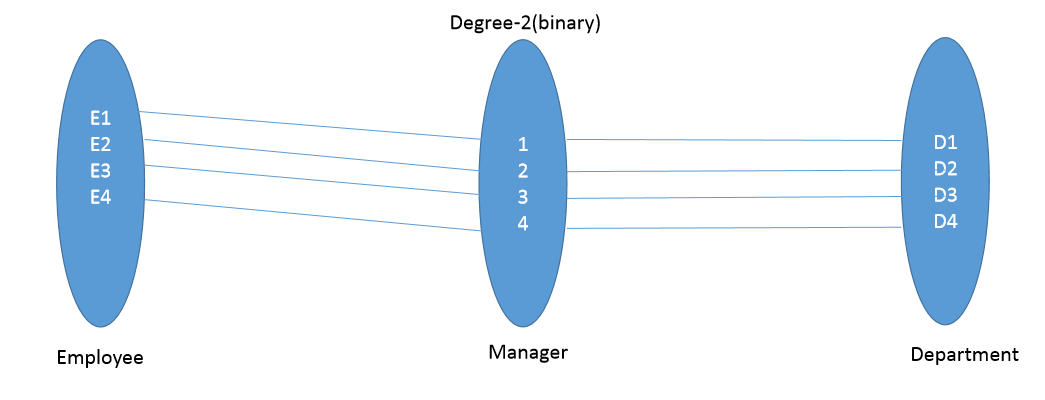 Degree-2(binary)
E1
E2
E3
E4
1
2
3
4
D1
D2
D3
D4
Employee
Manager
Department